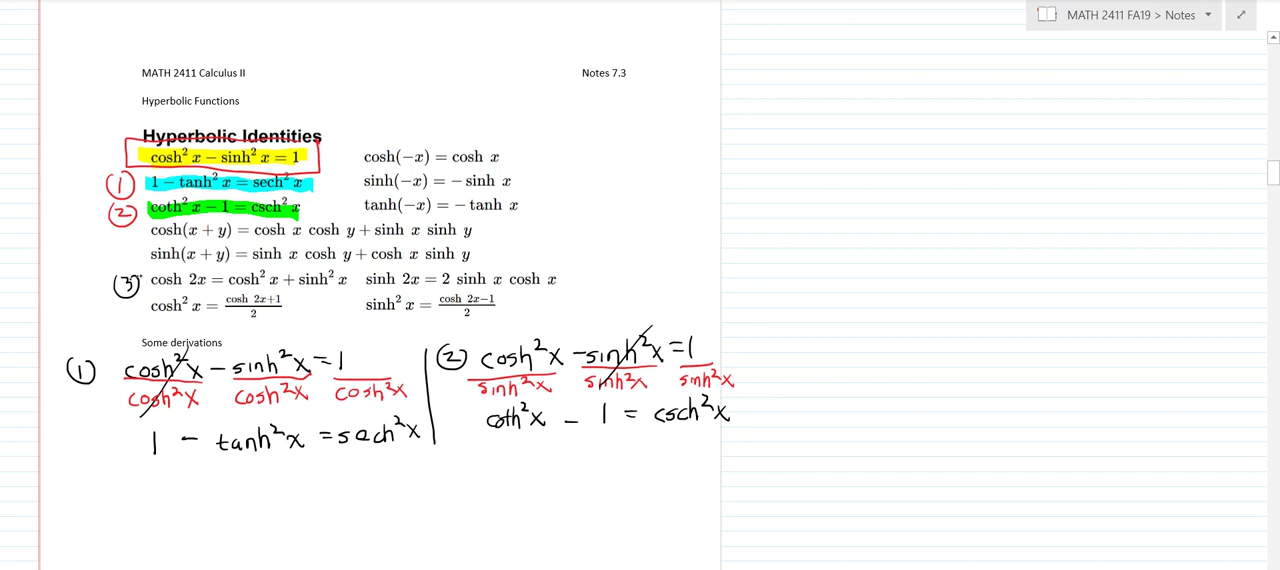 MATH 2411 FA19 > Notes
MATH 2411 Calculus II Notes 7.3
Hyperbolic Functions
Hyperbolic Identities
cosh² x − sinh² x = 1 cosh(−x) = cosh x
① 1 − tanh² x = sech² x sinh(−x) = − sinh x
② coth² x − 1 = csch² x tanh(−x) = − tanh x
cosh(x + y) = cosh x cosh y + sinh x sinh y
sinh(x + y) = sinh x cosh y + cosh x sinh y
③ cosh 2x = cosh² x + sinh² x sinh 2x = 2 sinh x cosh x
cosh² x = (cosh 2x+1)/2 sinh² x = (cosh 2x−1)/2
Some derivations
① cosh²x/cosh²x − sinh²x/cosh²x = 1/cosh²x
1 − tanh²x = sech²x
② cosh²x/sinh²x − sinh²x/sinh²x = 1/sinh²x
coth²x − 1 = csch²x